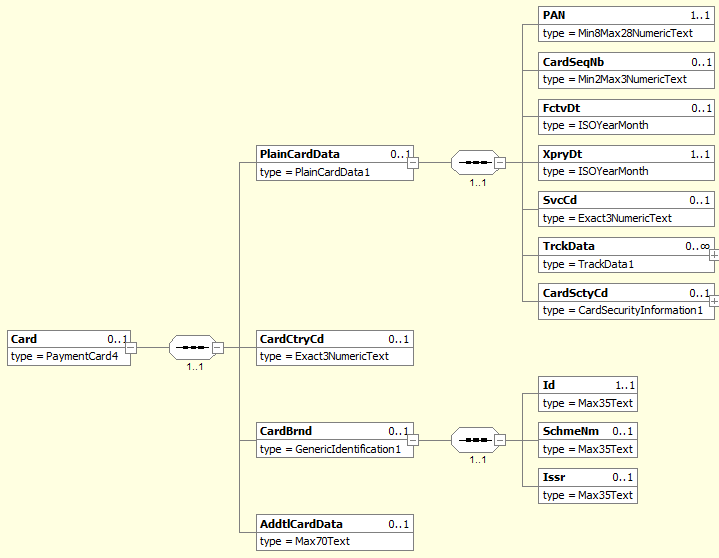 PAN 1..1
type = Min8Max28NumericText
CardSeqNb 0..1
type = Min2Max3NumericText
FctvDt 0..1
type = ISOYearMonth
PlainCardData 0..1
type = PlainCardData1
1..1
XpryDt 1..1
type = ISOYearMonth
SvcCd 0..1
type = Exact3NumericText
TrckData 0..∞
type = TrackData1
CardSctyCd 0..1
type = CardSecurityInformation1
Card 0..1
type = PaymentCard4
1..1
CardCtryCd 0..1
type = Exact3NumericText
CardBrnd 0..1
type = GenericIdentification1
1..1
Id 1..1
type = Max35Text
SchmeNm 0..1
type = Max35Text
Issr 0..1
type = Max35Text
AddtlCardData 0..1
type = Max70Text